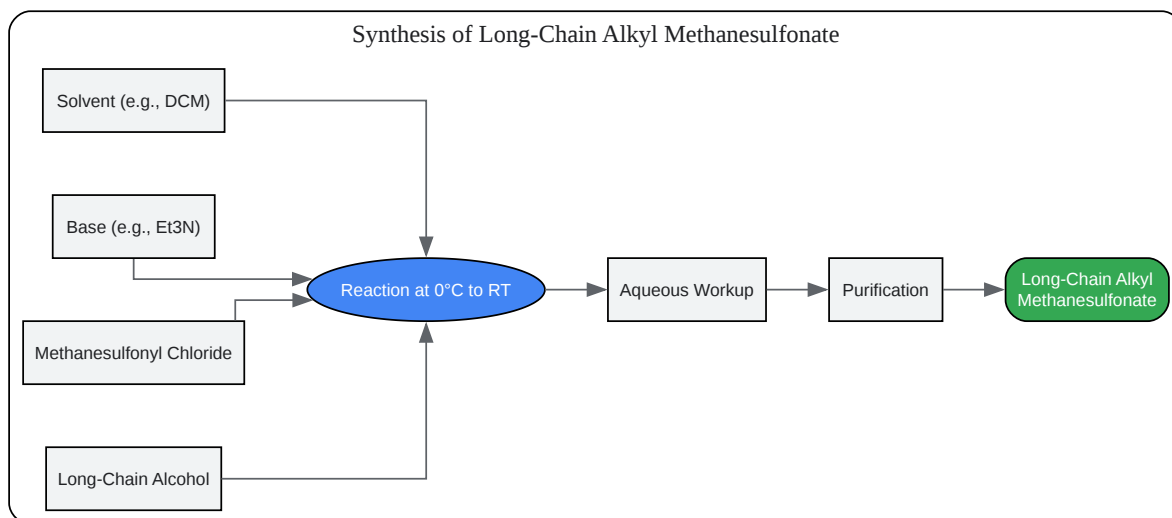 Synthesis of Long-Chain Alkyl Methanesulfonate
Solvent (e.g., DCM)
Base (e.g., Et3N)
Methanesulfonyl Chloride
Long-Chain Alcohol
Reaction at 0°C to RT
Aqueous Workup
Purification
Long-Chain Alkyl
Methanesulfonate